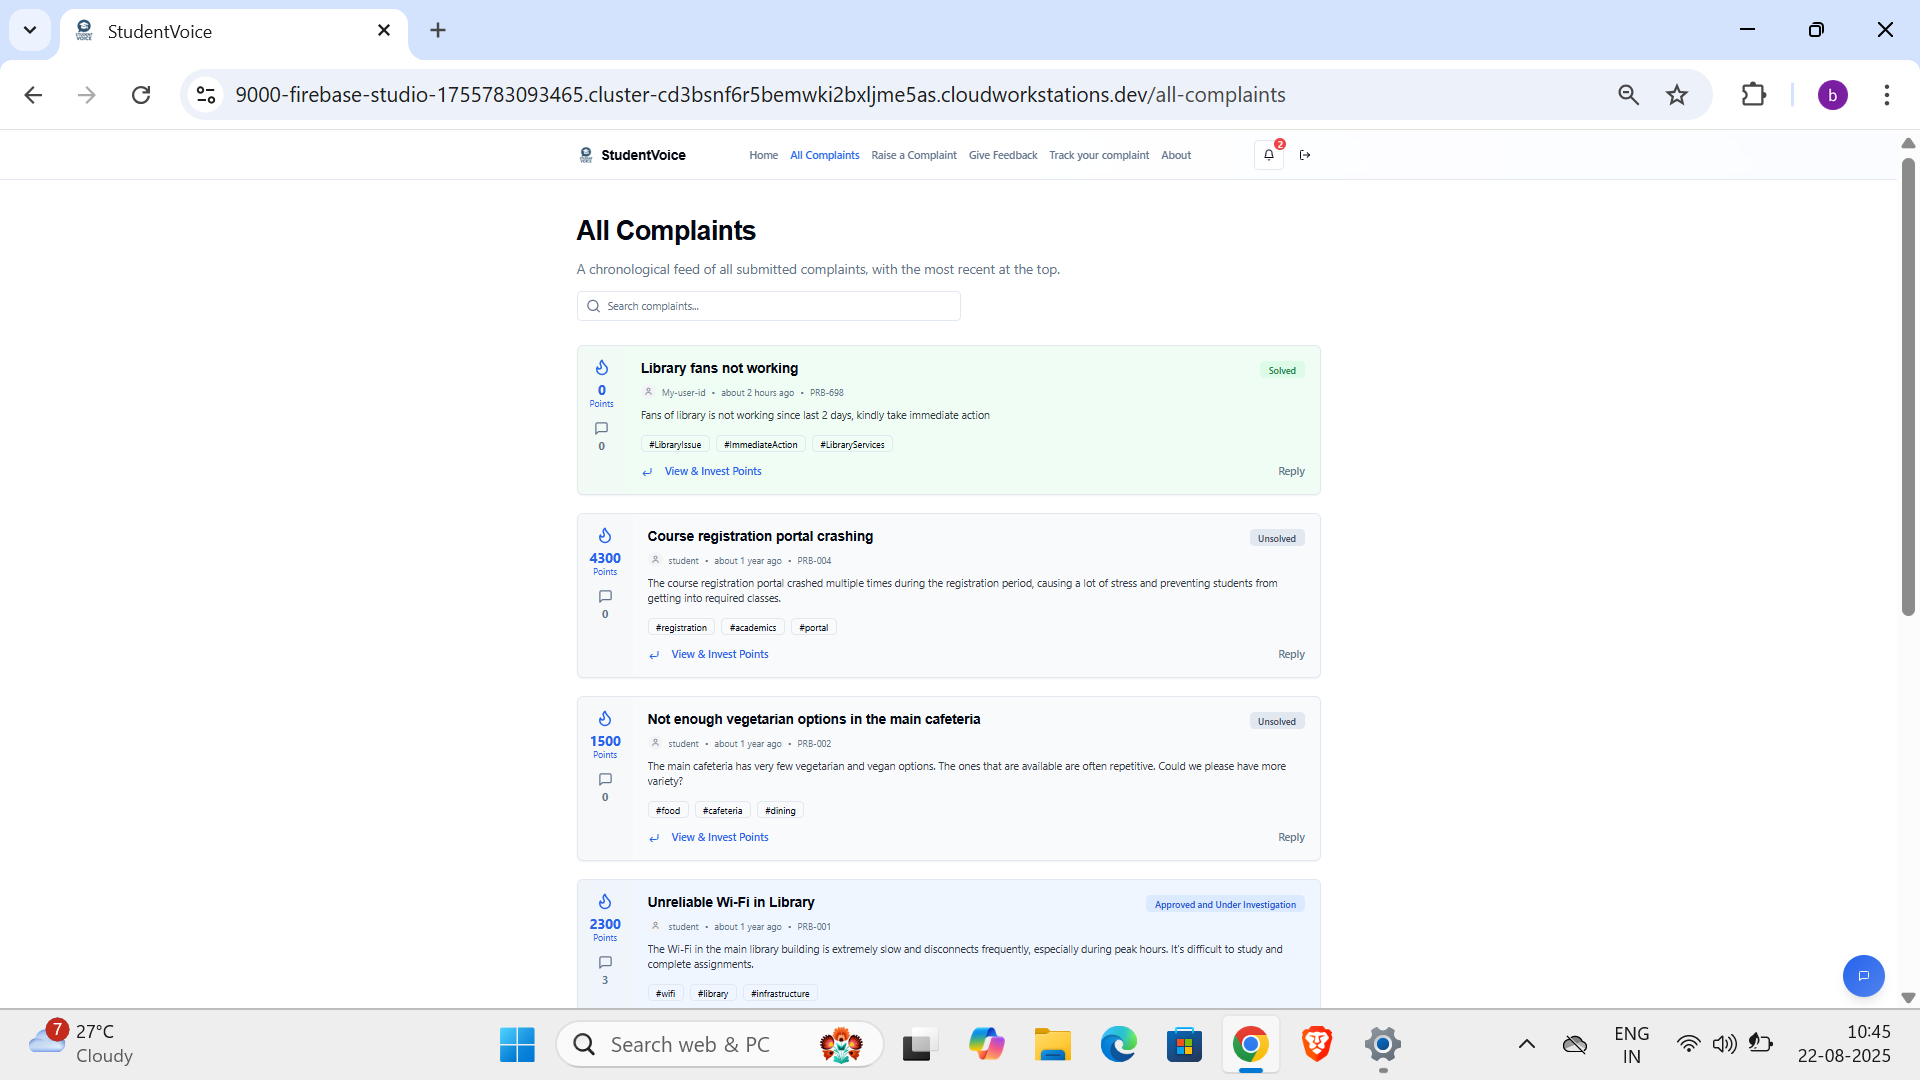 StudentVoice
9000-firebase-studio-1755783093465.cluster-cd3bsnf6r5bemwki2bxljme5as.cloudworkstations.dev/all-complaints
b
StudentVoice
Home
All Complaints
Raise a Complaint
Give Feedback
Track your complaint
About
2
All Complaints
A chronological feed of all submitted complaints, with the most recent at the top.
Search complaints...
0
Points
0
Library fans not working
Solved
My-user-id • about 2 hours ago • PRB-698
Fans of library is not working since last 2 days, kindly take immediate action
#LibraryIssue #ImmediateAction #LibraryServices
View & Invest Points
Reply
4300
Points
0
Course registration portal crashing
Unsolved
student • about 1 year ago • PRB-004
The course registration portal crashed multiple times during the registration period, causing a lot of stress and preventing students from
getting into required classes.
#registration #academics #portal
View & Invest Points
Reply
1500
Points
0
Not enough vegetarian options in the main cafeteria
Unsolved
student • about 1 year ago • PRB-002
The main cafeteria has very few vegetarian and vegan options. The ones that are available are often repetitive. Could we please have more
variety?
#food #cafeteria #dining
View & Invest Points
Reply
2300
Points
3
Unreliable Wi-Fi in Library
Approved and Under Investigation
student • about 1 year ago • PRB-001
The Wi-Fi in the main library building is extremely slow and disconnects frequently, especially during peak hours. It's difficult to study and
complete assignments.
#wifi #library #infrastructure
7
27°C
Cloudy
Search web & PC
ENG
IN
10:45
22-08-2025